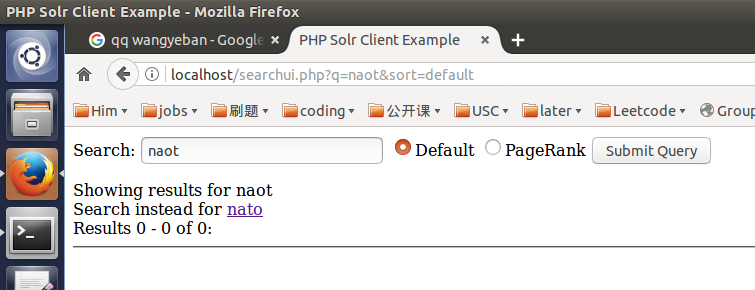 PHP Solr Client Example - Mozilla Firefox
qq wangyeban - Google
PHP Solr Client Example
localhost/searchui.php?q=naot&sort=default
Him jobs 刷题 coding 公开课 USC later Leetcode Group
Search: naot Default PageRank Submit Query
Showing results for naot
Search instead for nato
Results 0 - 0 of 0: